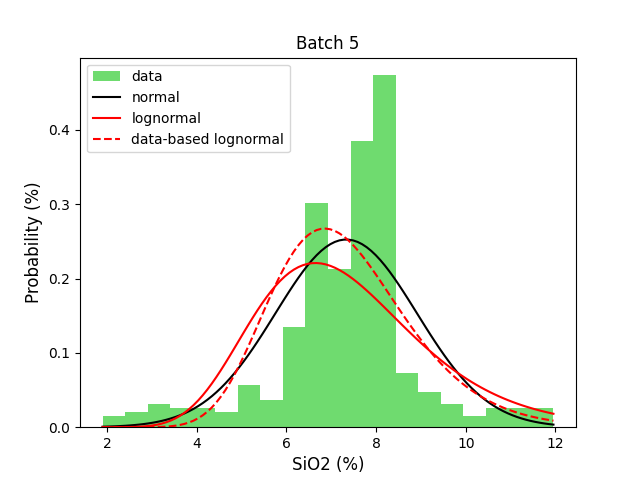 Batch 5
data
normal
lognormal
data-based lognormal
Probability (%)
0.4
0.3
0.2
0.1
0.0
2 4 6 8 10 12
SiO2 (%)